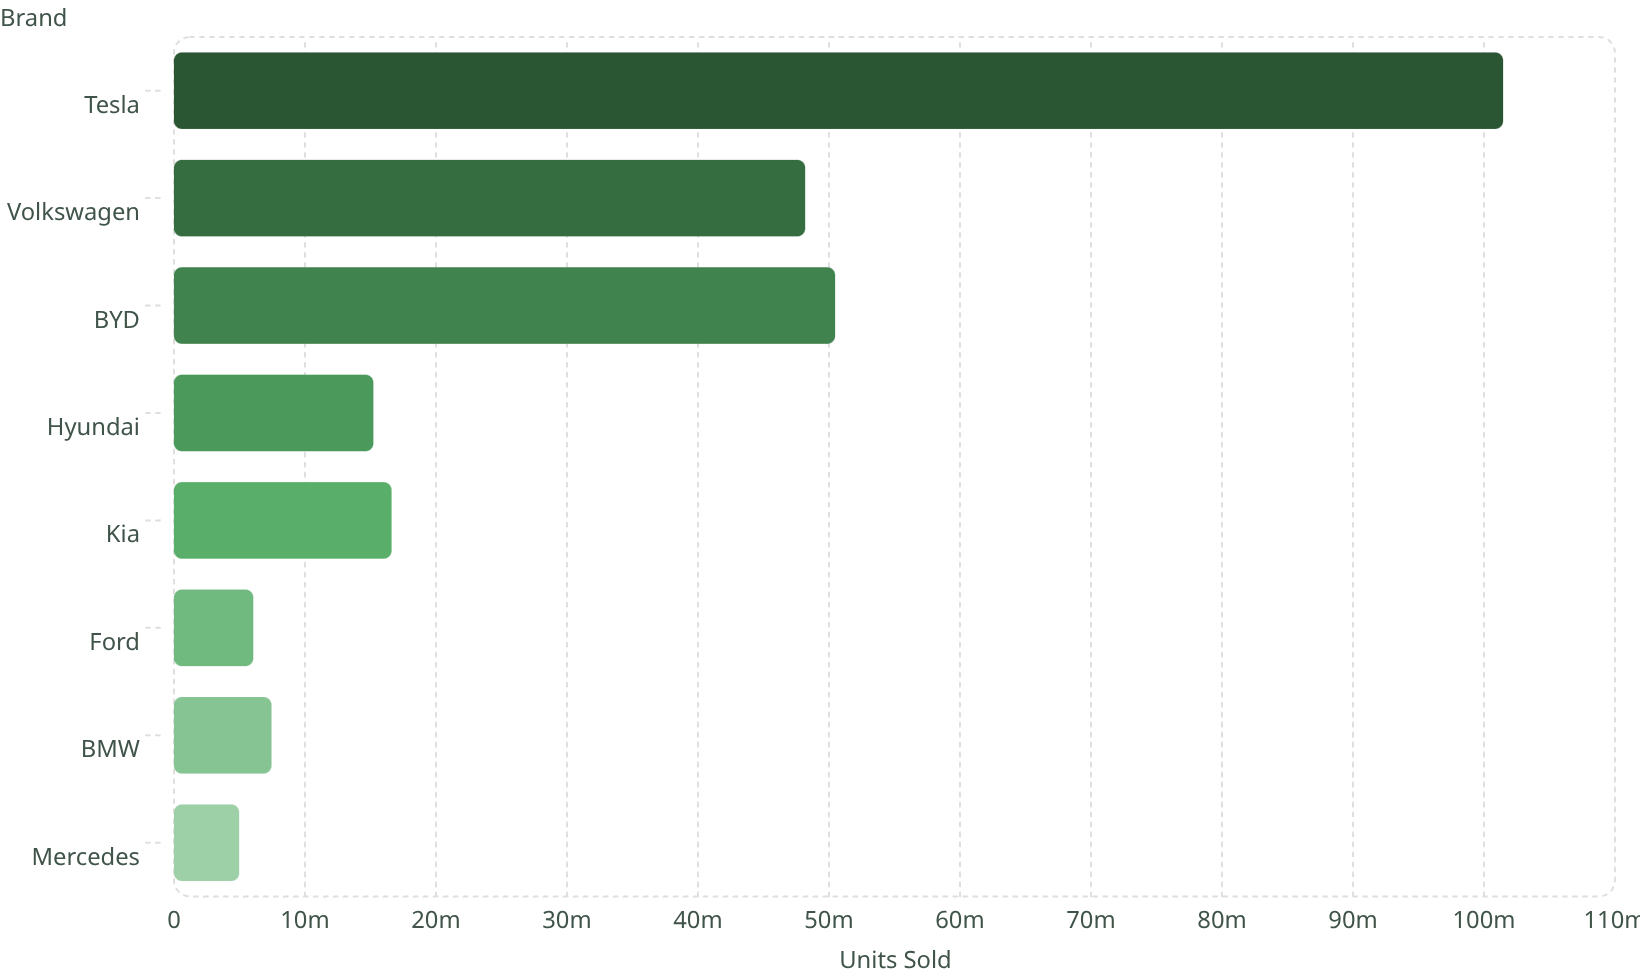 Brand
Tesla
Volkswagen
BYD
Hyundai
Kia
Ford
BMW
Mercedes
0 10m 20m 30m 40m 50m 60m 70m 80m 90m 100m 110m
Units Sold